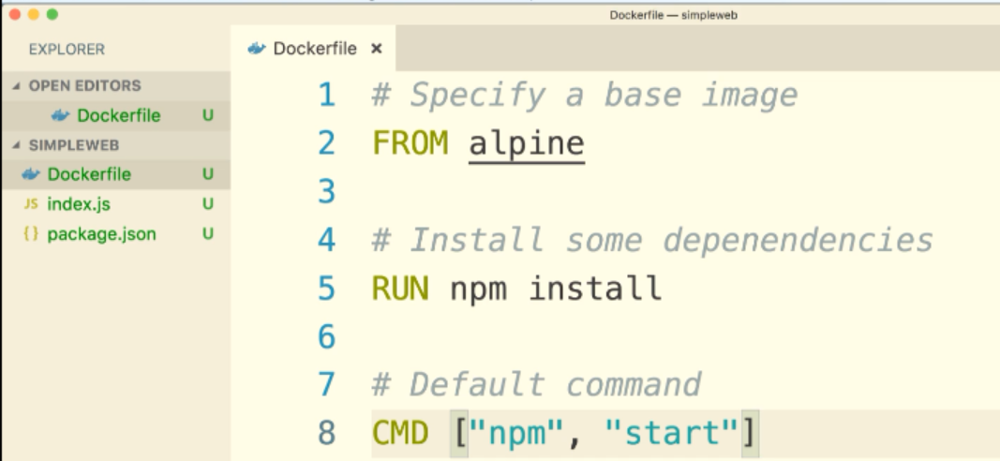 Dockerfile — simpleweb
EXPLORER
OPEN EDITORS
Dockerfile U
SIMPLEWEB
Dockerfile U
JS index.js U
{} package.json U
Dockerfile ×
1 # Specify a base image
2 FROM alpine
3
4 # Install some depenendencies
5 RUN npm install
6
7 # Default command
8 CMD ["npm", "start"]